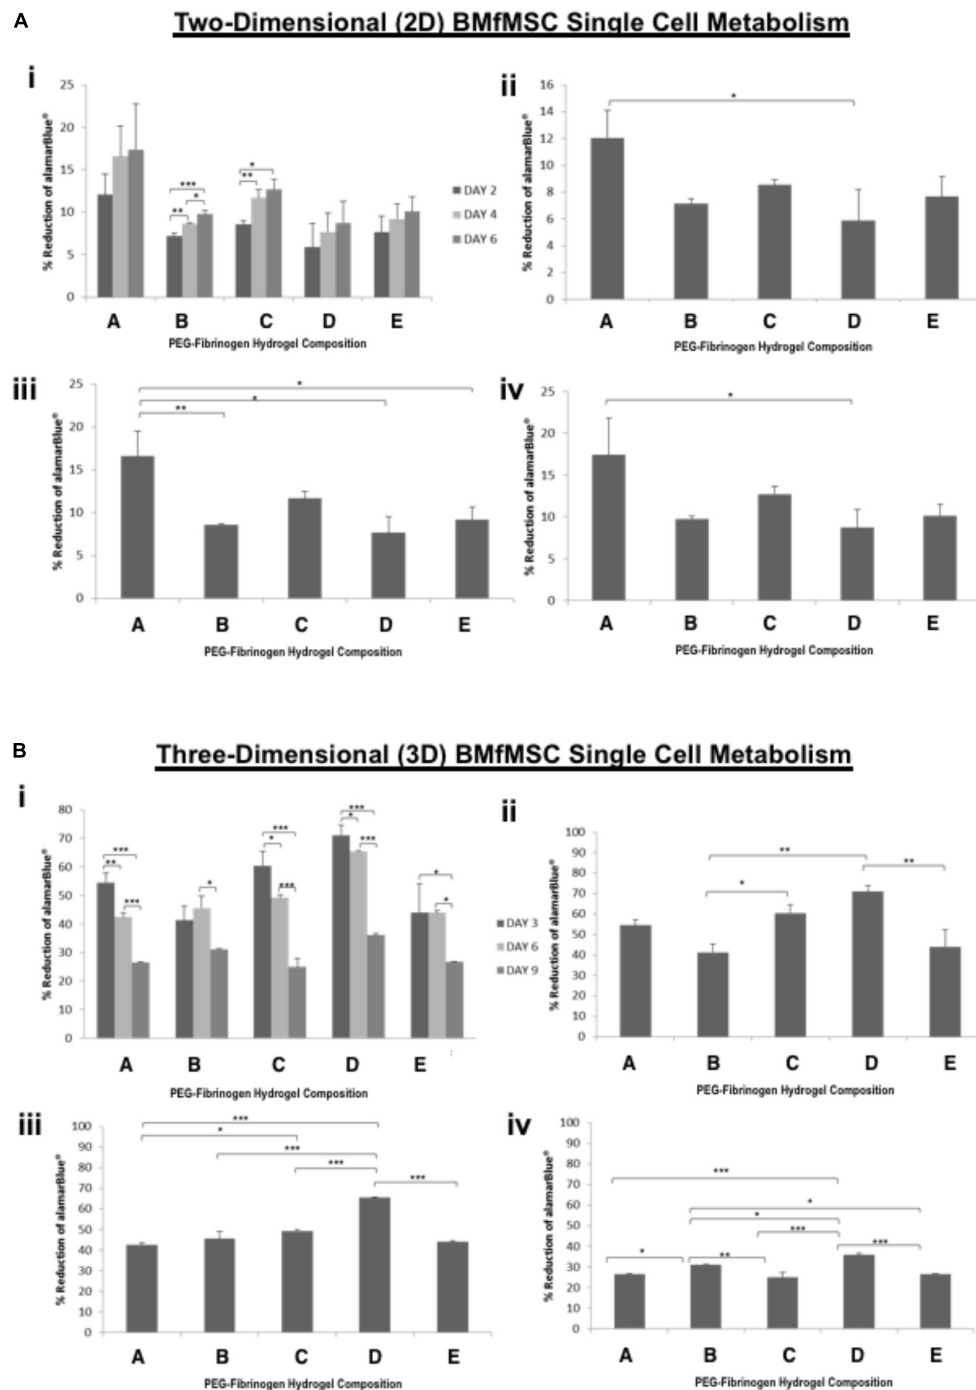 A
Two-Dimensional (2D) BMfMSC Single Cell Metabolism
i
% Reduction of alamarBlue®
25
20
15
10
5
0
***
**
*
*
**
DAY 2
DAY 4
DAY 6
A B C D E
PEG-Fibrinogen Hydrogel Composition
ii
% Reduction of alamarBlue®
16
14
12
10
8
6
4
2
0
*
A B C D E
PEG-Fibrinogen Hydrogel Composition
iii
% Reduction of alamarBlue®
25
20
15
10
5
0
*
*
**
A B C D E
PEG-Fibrinogen Hydrogel Composition
iv
% Reduction of alamarBlue®
25
20
15
10
5
0
*
A B C D E
PEG-Fibrinogen Hydrogel Composition
B
Three-Dimensional (3D) BMfMSC Single Cell Metabolism
i
% Reduction of alamarBlue®
80
70
60
50
40
30
20
10
0
***
**
***
*
***
*
***
***
*
***
*
*
DAY 3
DAY 6
DAY 9
A B C D E
PEG-Fibrinogen Hydrogel Composition
ii
% Reduction of alamarBlue®
100
90
80
70
60
50
40
30
20
10
0
**
**
*
A B C D E
PEG-Fibrinogen Hydrogel Composition
iii
% Reduction of alamarBlue®
100
90
80
70
60
50
40
30
20
10
0
***
*
***
***
***
A B C D E
PEG-Fibrinogen Hydrogel Composition
iv
% Reduction of alamarBlue®
100
90
80
70
60
50
40
30
20
10
0
***
*
*
***
***
*
**
A B C D E
PEG-Fibrinogen Hydrogel Composition